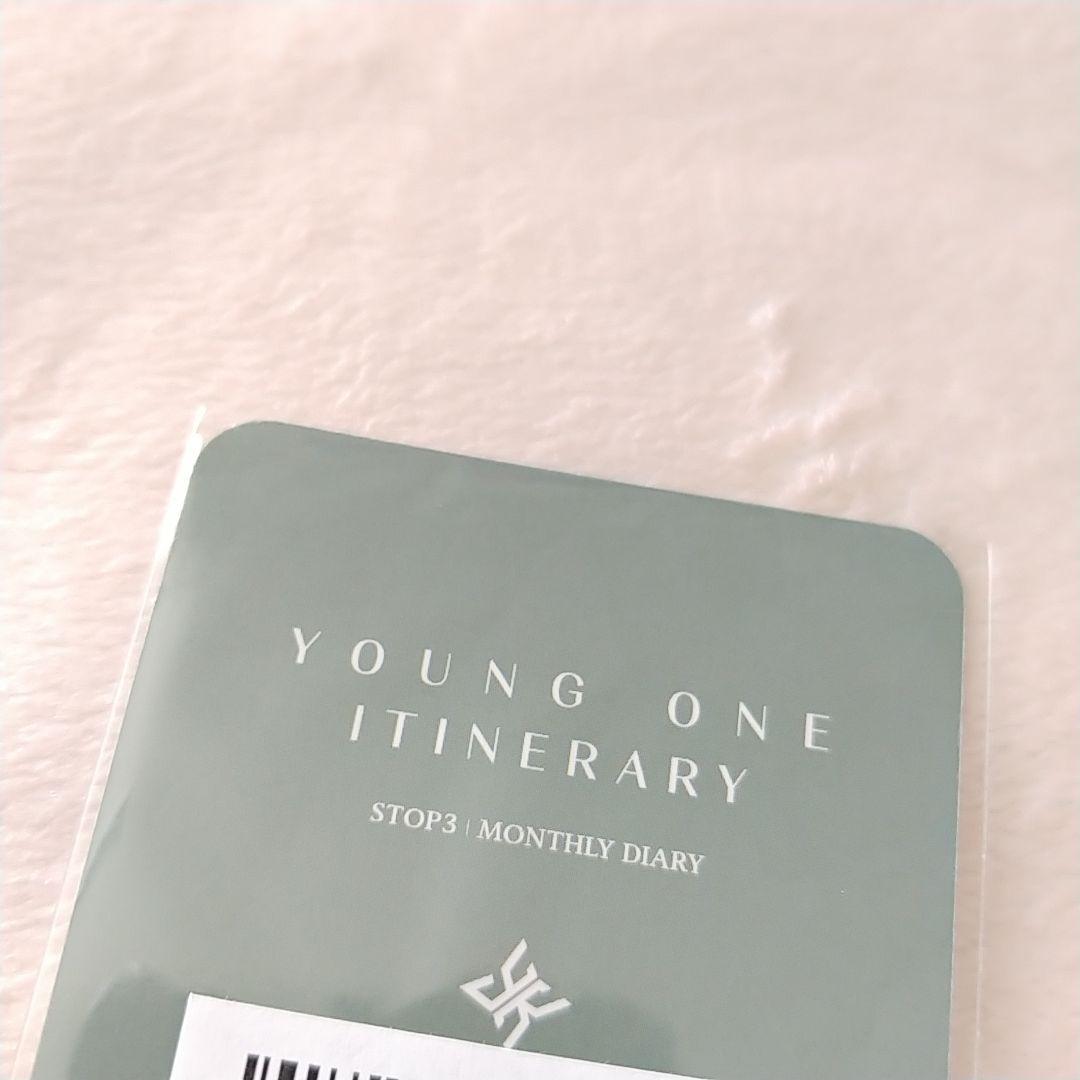 YOUNG ONE
ITINERARY
STOP3 | MONTHLY DIARY